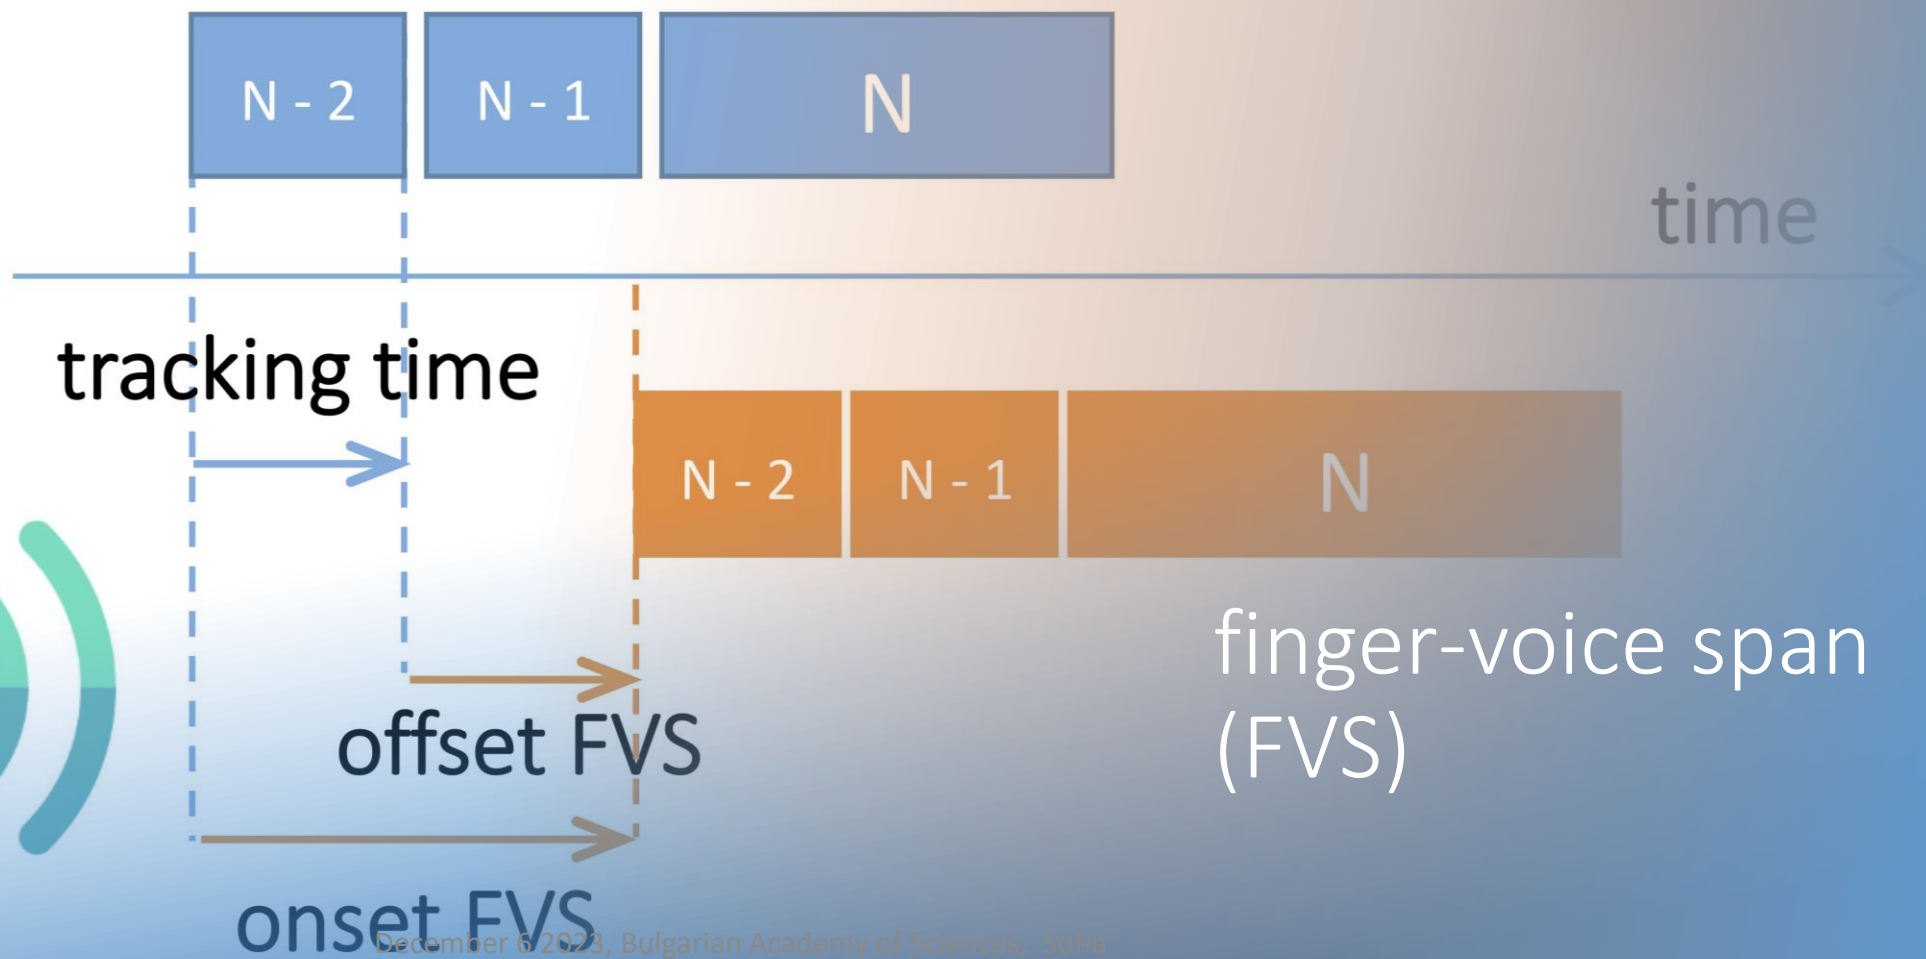 N - 2
N - 1
N
time
tracking time
N - 2
N - 1
N
finger-voice span
(FVS)
offset FVS
onset FVS
December 6 2023, Bulgarian Academy of Sciences, Sofia